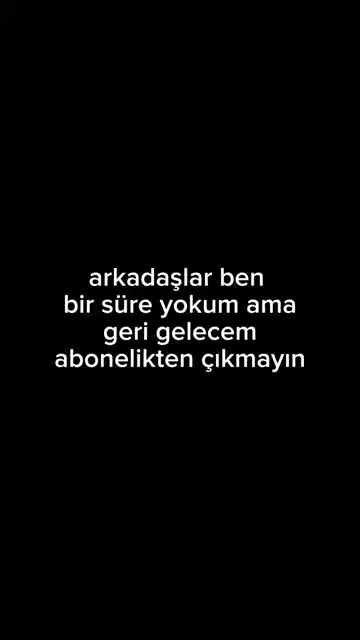 arkadaşlar ben
bir süre yokum ama
geri gelecem
abonelikten çıkmayın